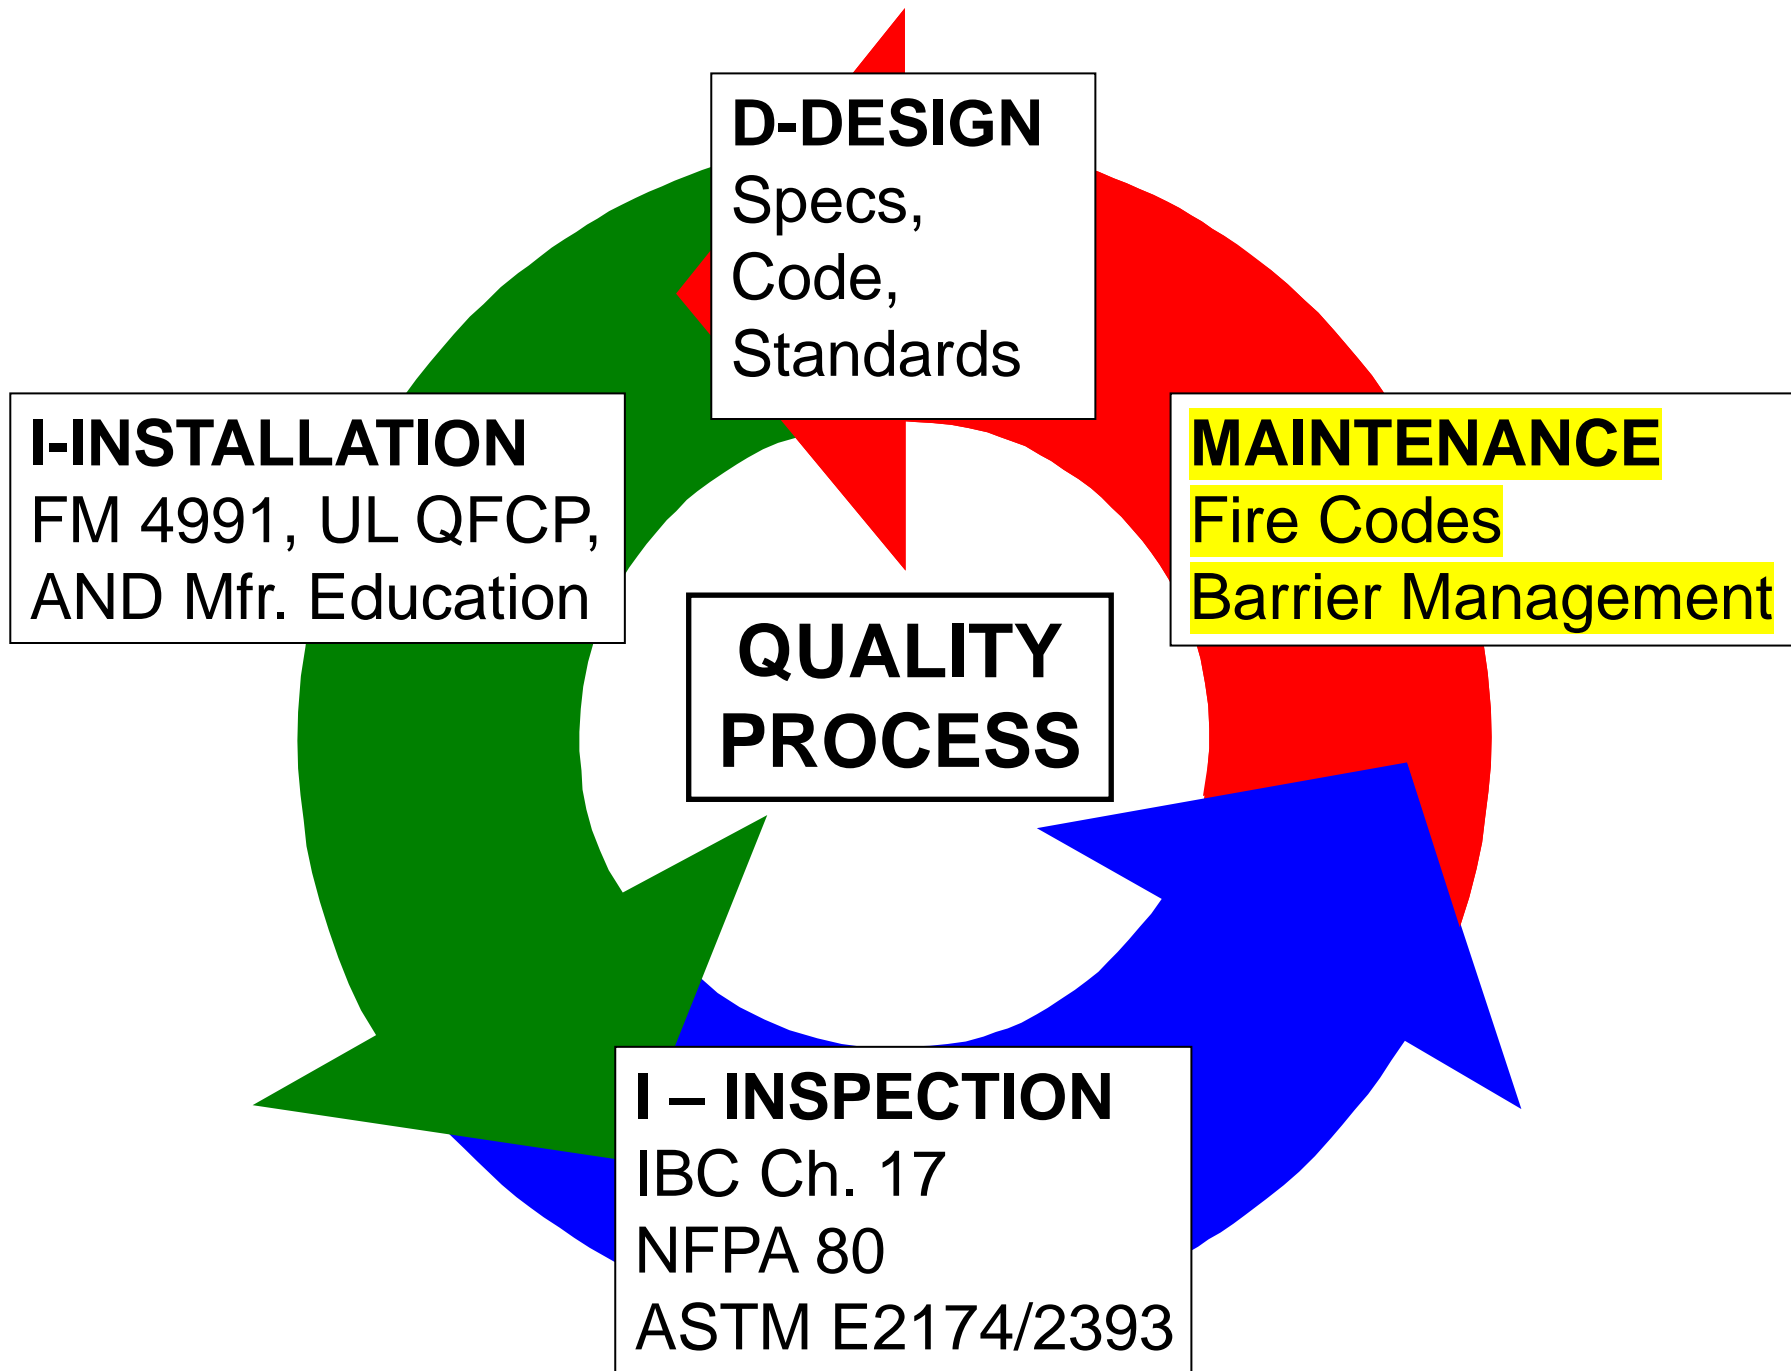 D-DESIGN
Specs,
Code,
Standards
I-INSTALLATION
FM 4991, UL QFCP,
AND Mfr. Education
MAINTENANCE
Fire Codes
Barrier Management
QUALITY
PROCESS
I – INSPECTION
IBC Ch. 17
NFPA 80
ASTM E2174/2393